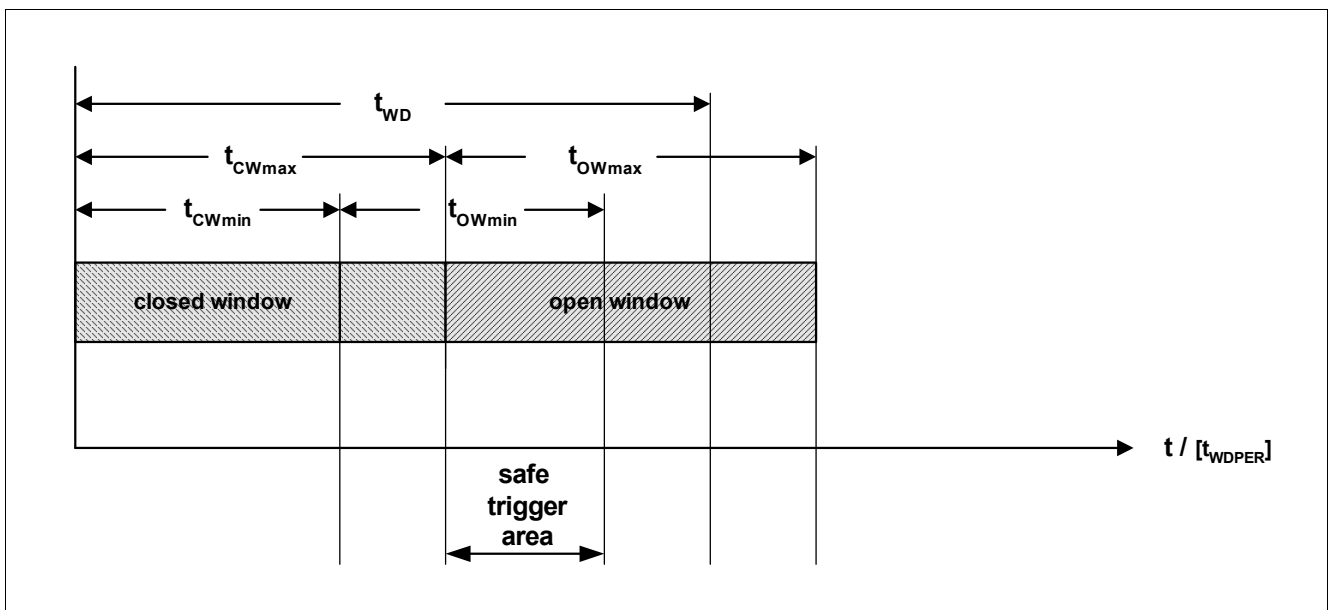 tWD
tCWmax
tOWmax
tCWmin
tOWmin
closed window
open window
t / [tWDPER]
safe
trigger
area